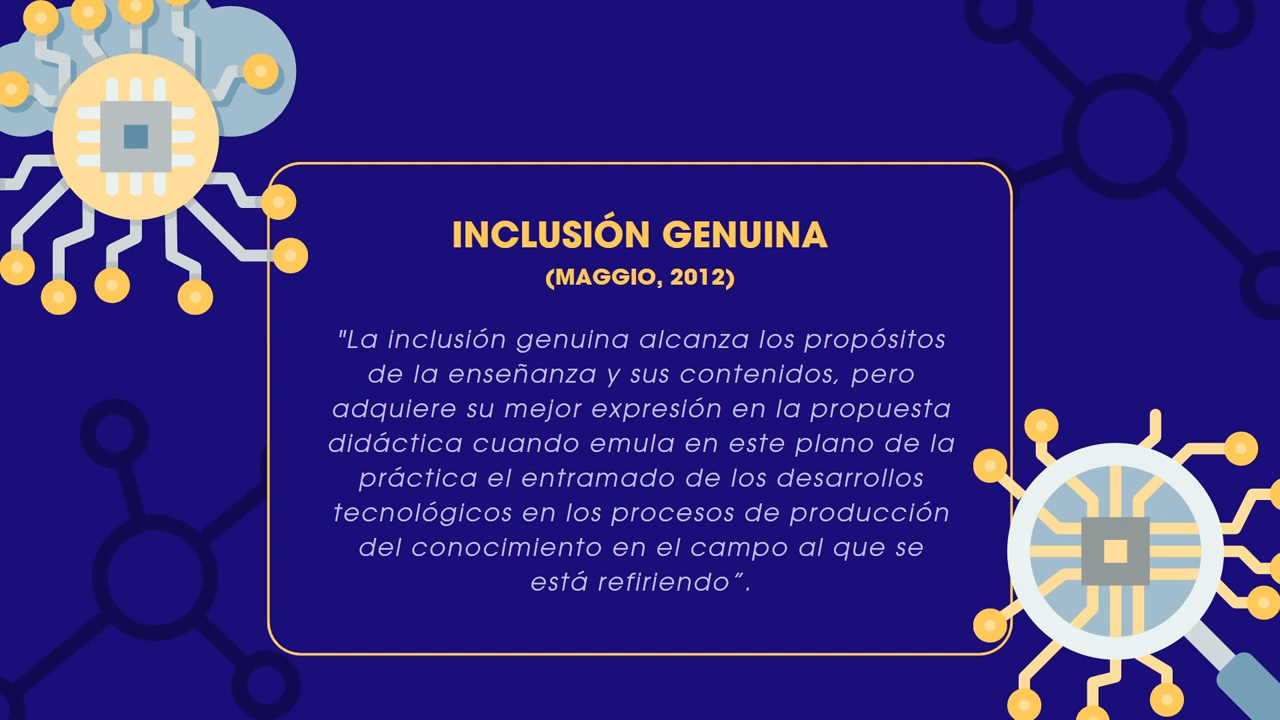 INCLUSIÓN GENUINA
(MAGGIO, 2012)
"La inclusión genuina alcanza los propósitos
de la enseñanza y sus contenidos, pero
adquiere su mejor expresión en la propuesta
didáctica cuando emula en este plano de la
práctica el entramado de los desarrollos
tecnológicos en los procesos de producción
del conocimiento en el campo al que se
está refiriendo”.